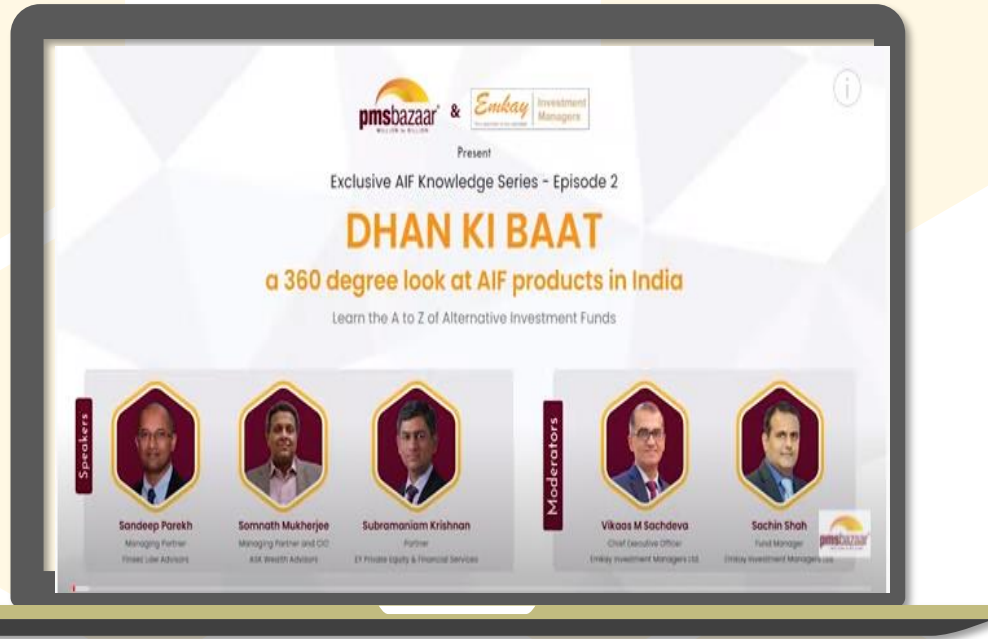 pmsbazaar
MILLION to BILLION
&
Emkay
Investment
Managers
Present
Exclusive AIF Knowledge Series - Episode 2
DHAN KI BAAT
a 360 degree look at AIF products in India
Learn the A to Z of Alternative Investment Funds
Speakers
Sandeep Parekh
Managing Partner
Finsec Law Advisors
Somnath Mukherjee
Managing Partner and CIO
ASK Wealth Advisors
Subramaniam Krishnan
Partner
EY Private Equity & Financial Services
Moderators
Vikaas M Sachdeva
Chief Executive Officer
Emkay Investment Managers Ltd
Sachin Shah
Fund Manager
Emkay Investment Managers Ltd
pmsbazaar